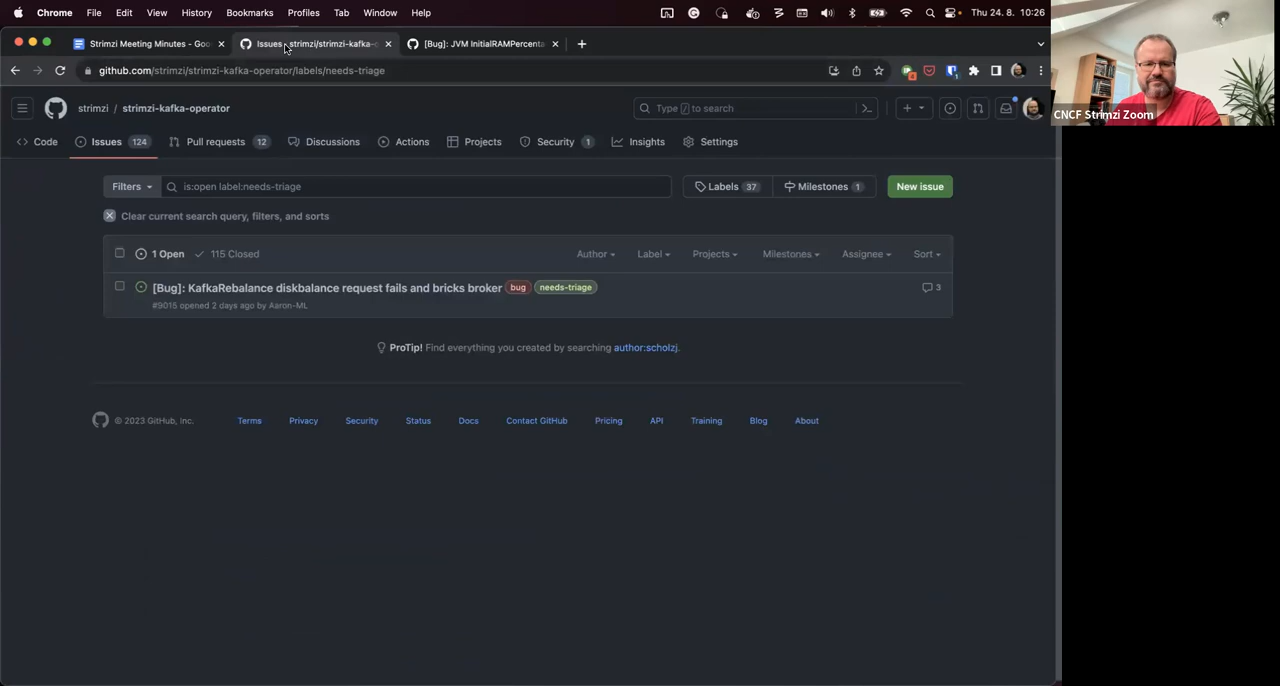 Chrome File Edit View History Bookmarks Profiles Tab Window Help Thu 24. 8. 10:26
Strimzi Meeting Minutes - Goo Issues · strimzi/strimzi-kafka-o [Bug]: JVM InitialRAMPercenta
github.com/strimzi/strimzi-kafka-operator/labels/needs-triage
strimzi / strimzi-kafka-operator Type / to search
CNCF Strimzi Zoom
Code Issues 124 Pull requests 12 Discussions Actions Projects Security 1 Insights Settings
Filters is:open label:needs-triage Labels 37 Milestones 1 New issue
Clear current search query, filters, and sorts
1 Open 115 Closed Author Label Projects Milestones Assignee Sort
[Bug]: KafkaRebalance diskbalance request fails and bricks broker bug needs-triage 3
#9015 opened 2 days ago by Aaron-ML
ProTip! Find everything you created by searching author:scholzj.
© 2023 GitHub, Inc. Terms Privacy Security Status Docs Contact GitHub Pricing API Training Blog About